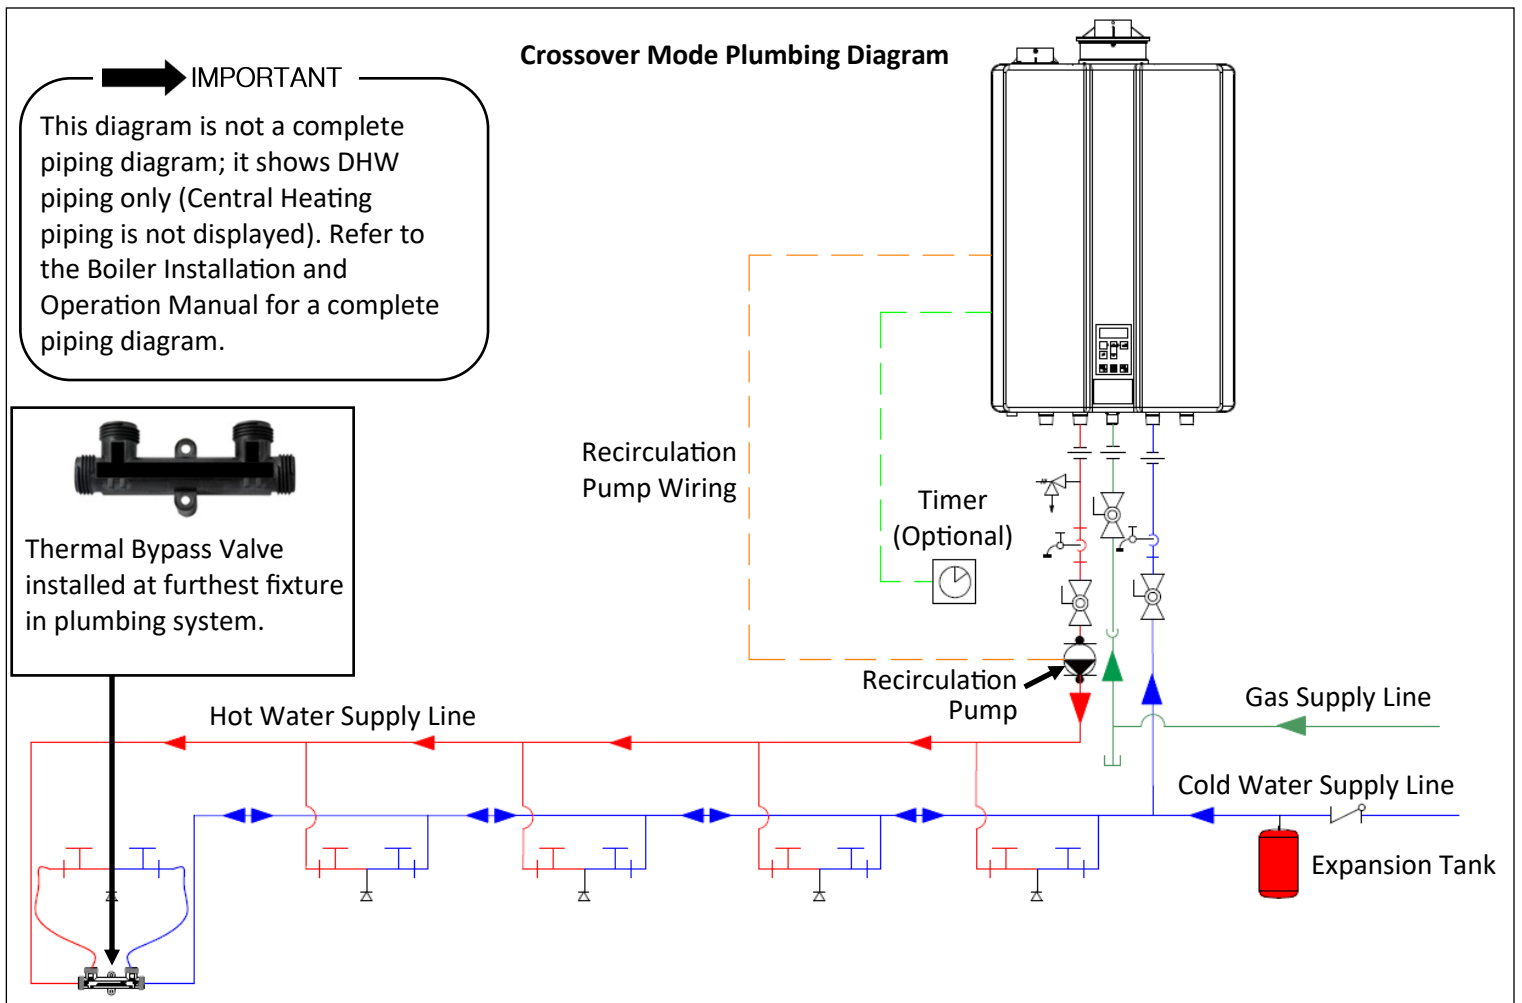 Crossover Mode Plumbing Diagram
IMPORTANT
This diagram is not a complete
piping diagram; it shows DHW
piping only (Central Heating
piping is not displayed). Refer to
the Boiler Installation and
Operation Manual for a complete
piping diagram.
Thermal Bypass Valve
installed at furthest fixture
in plumbing system.
Recirculation
Pump Wiring
Timer
(Optional)
Recirculation
Pump
Hot Water Supply Line
Gas Supply Line
Cold Water Supply Line
Expansion Tank